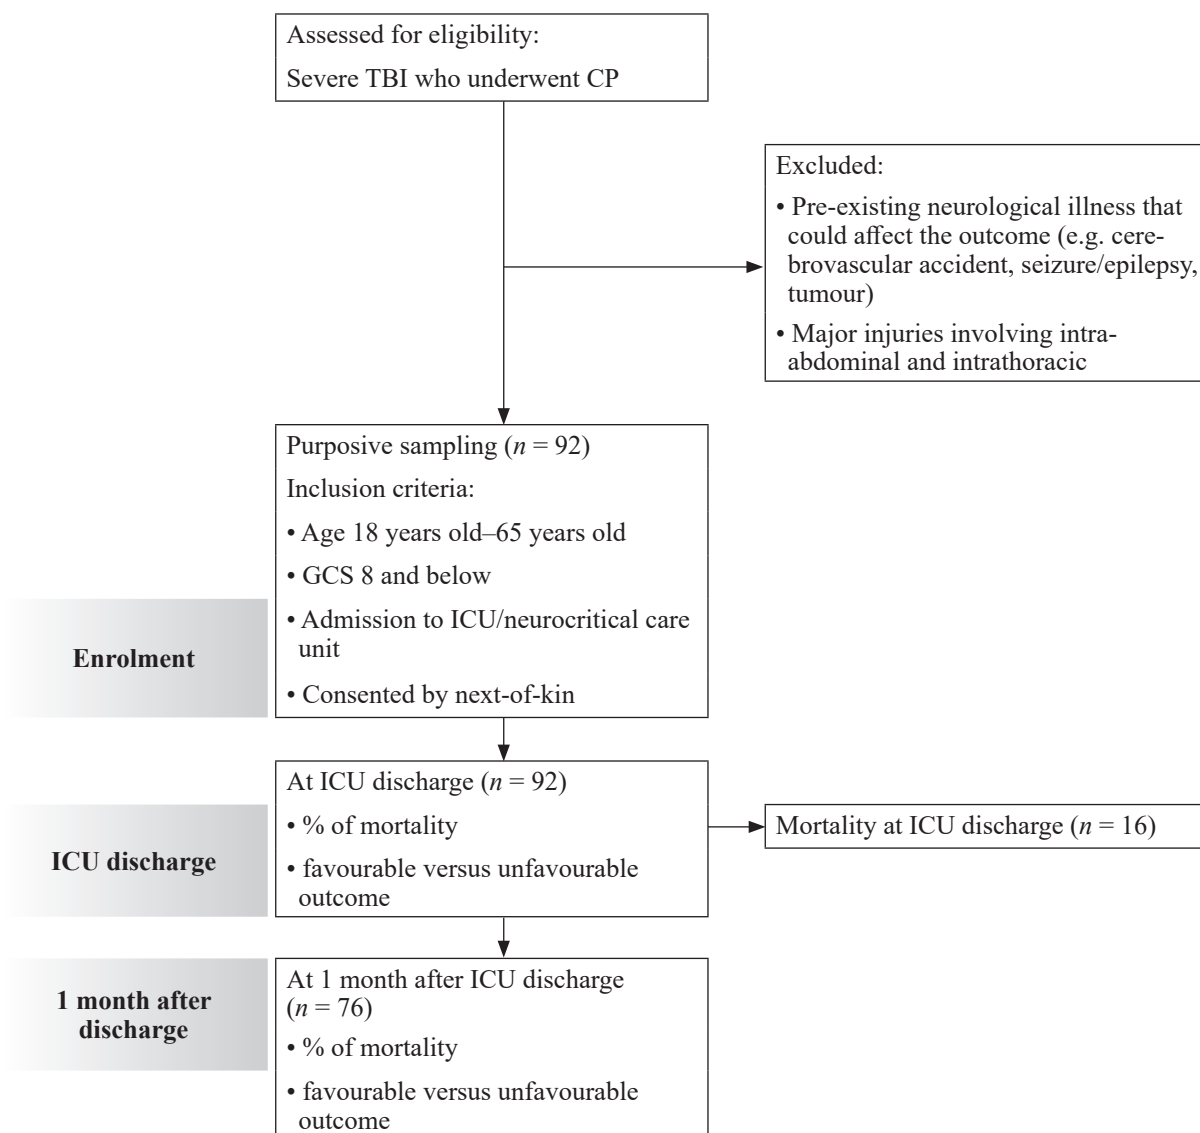 Assessed for eligibility:
Severe TBI who underwent CP
Excluded:
• Pre-existing neurological illness that
could affect the outcome (e.g. cere-
brovascular accident, seizure/epilepsy,
tumour)
• Major injuries involving intra-
abdominal and intrathoracic
Purposive sampling (n = 92)
Inclusion criteria:
• Age 18 years old–65 years old
• GCS 8 and below
• Admission to ICU/neurocritical care
unit
• Consented by next-of-kin
Enrolment
At ICU discharge (n = 92)
• % of mortality
• favourable versus unfavourable
outcome
ICU discharge
Mortality at ICU discharge (n = 16)
At 1 month after ICU discharge
(n = 76)
• % of mortality
• favourable versus unfavourable
outcome
1 month after
discharge